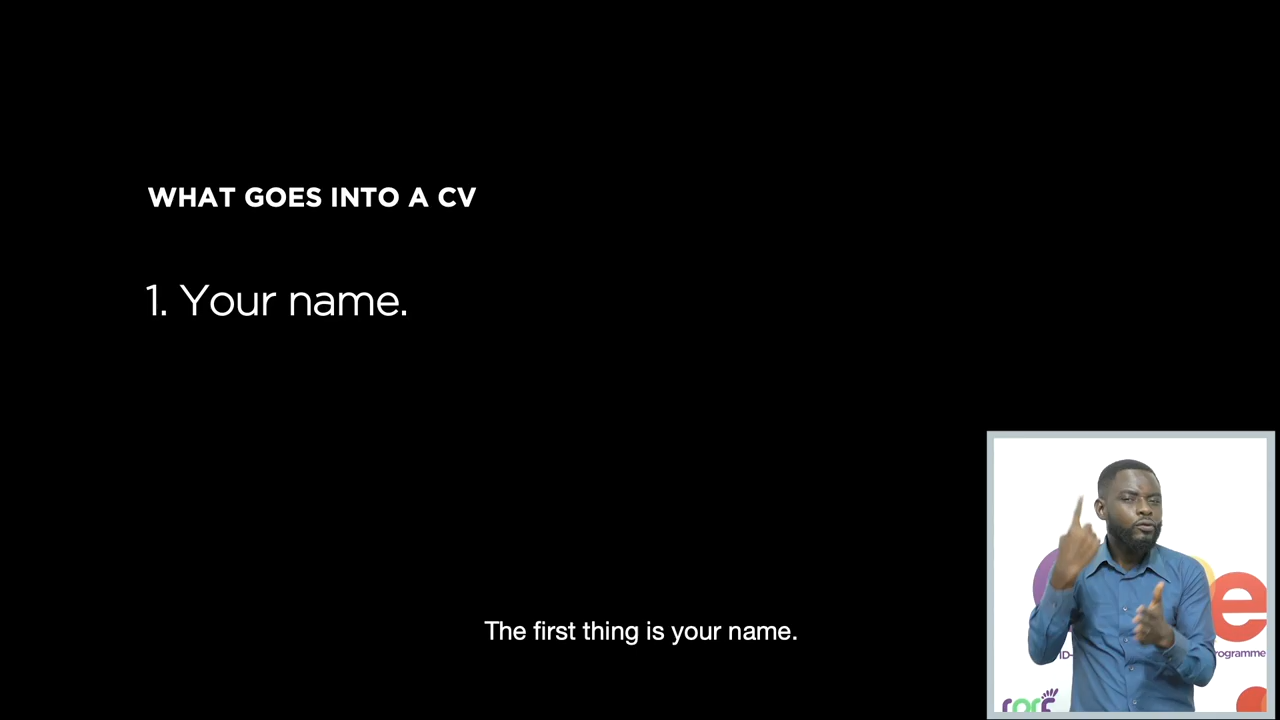 WHAT GOES INTO A CV
1. Your name.
The first thing is your name.
e